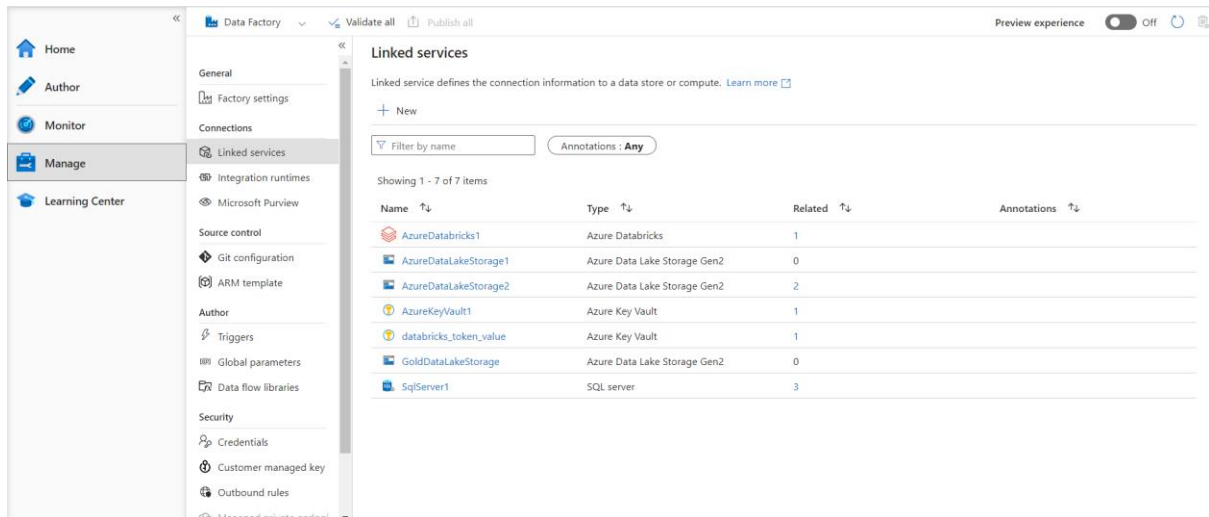 Data Factory
Validate all
Publish all
Preview experience
Off
Home
Author
Monitor
Manage
Learning Center
General
Factory settings
Connections
Linked services
Integration runtimes
Microsoft Purview
Source control
Git configuration
ARM template
Author
Triggers
Global parameters
Data flow libraries
Security
Credentials
Customer managed key
Outbound rules
Linked services
Linked service defines the connection information to a data store or compute. Learn more
New
Filter by name
Annotations : Any
Showing 1 - 7 of 7 items
Name Type Related Annotations
AzureDatabricks1 Azure Databricks 1
AzureDataLakeStorage1 Azure Data Lake Storage Gen2 0
AzureDataLakeStorage2 Azure Data Lake Storage Gen2 2
AzureKeyVault1 Azure Key Vault 1
databricks_token_value Azure Key Vault 1
GoldDataLakeStorage Azure Data Lake Storage Gen2 0
SqlServer1 SQL server 3